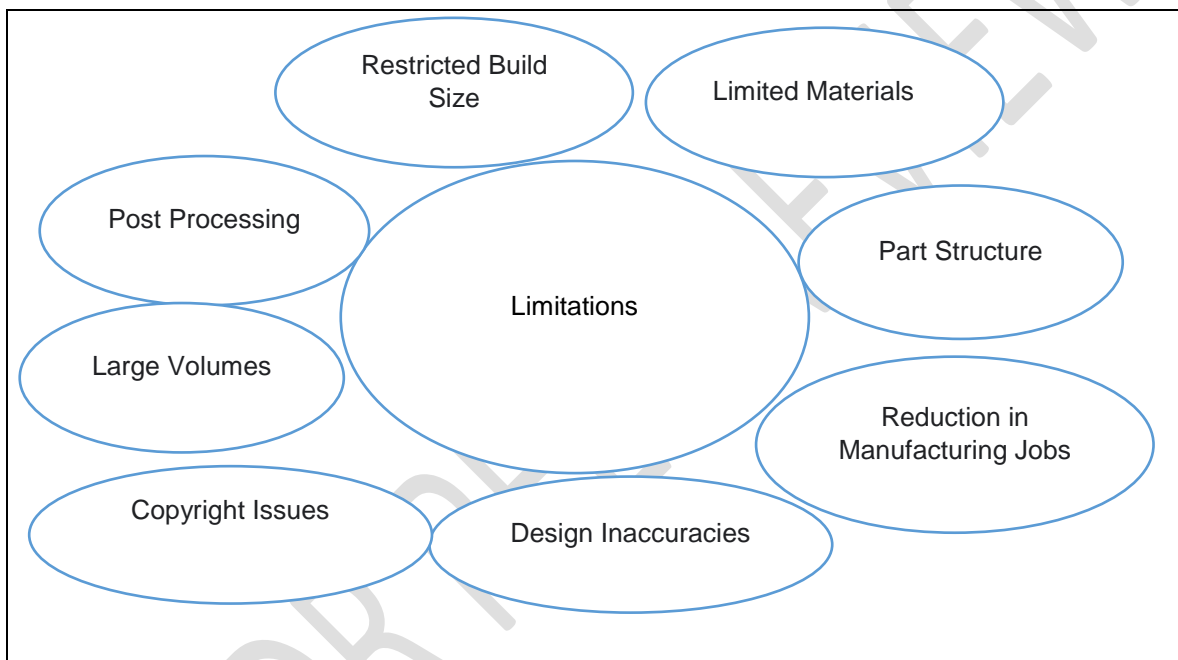 Restricted Build
Size
Limited Materials
Post Processing
Part Structure
Limitations
Large Volumes
Reduction in
Manufacturing Jobs
Copyright Issues
Design Inaccuracies